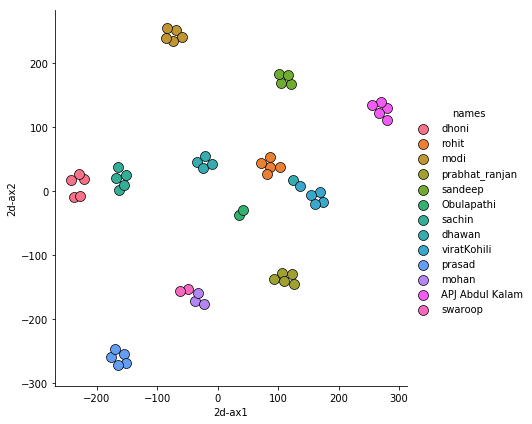 names
dhoni
rohit
modi
prabhat_ranjan
sandeep
Obulapathi
sachin
dhawan
viratKohili
prasad
mohan
APJ Abdul Kalam
swaroop
2d-ax2
200
100
0
−100
−200
−300
−200
−100
0
100
200
300
2d-ax1